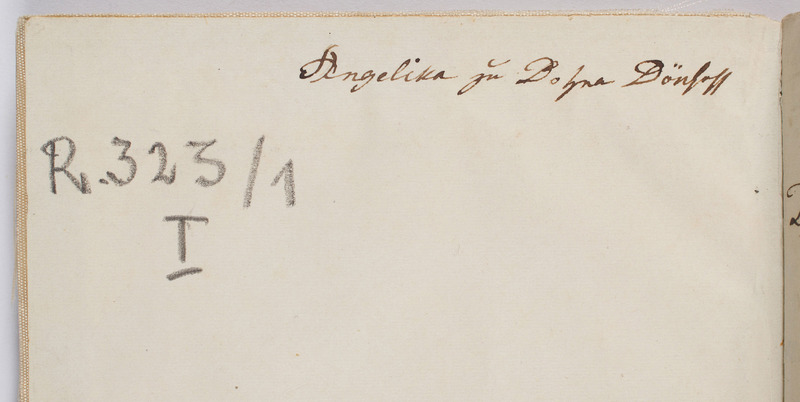 Angelika zu Dohna Dönhoff
R. 323/1
I